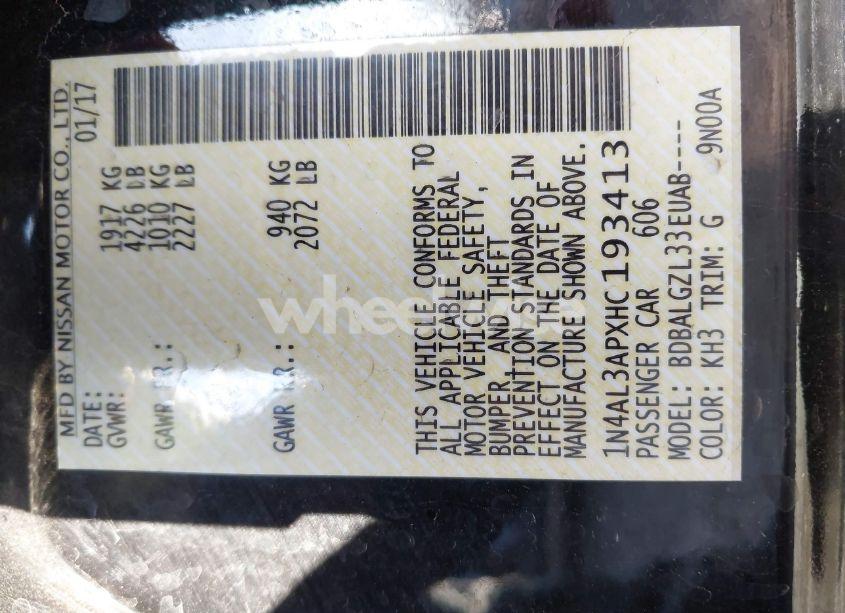 MFD BY NISSAN MOTOR CO., LTD.
DATE: 01/17
GVWR: 1917 KG
4226 LB
GAWR FR.: 1010 KG
2227 LB
GAWR RR.: 940 KG
2072 LB
THIS VEHICLE CONFORMS TO
ALL APPLICABLE FEDERAL
MOTOR VEHICLE SAFETY,
BUMPER AND THEFT
PREVENTION STANDARDS IN
EFFECT ON THE DATE OF
MANUFACTURE SHOWN ABOVE.
1N4AL3APXHC193413
PASSENGER CAR 606
MODEL: BDBALGZL33EUAB----
COLOR: KH3 TRIM: G 9N00A